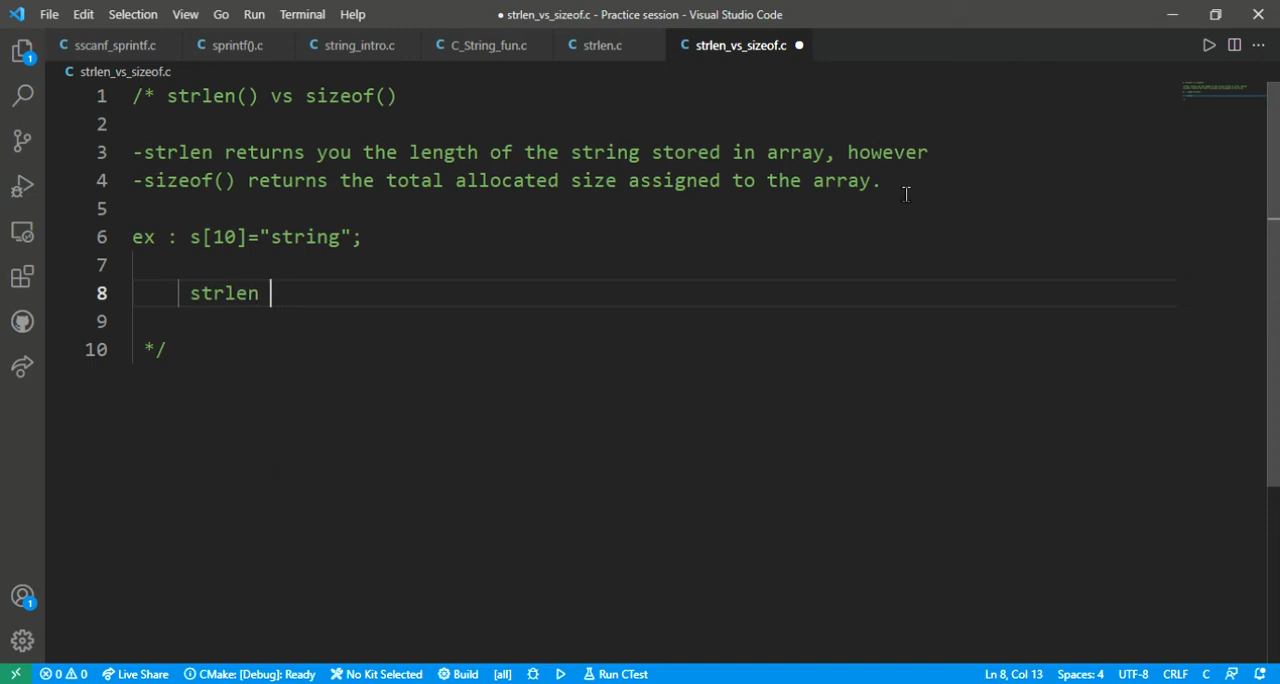 File Edit Selection View Go Run Terminal Help
● strlen_vs_sizeof.c - Practice session - Visual Studio Code
C sscanf_sprintf.c C sprintf().c C string_intro.c C C_String_fun.c C strlen.c C strlen_vs_sizeof.c ●
C strlen_vs_sizeof.c
1 /* strlen() vs sizeof()
2
3 -strlen returns you the length of the string stored in array, however
4 -sizeof() returns the total allocated size assigned to the array.
5
6 ex : s[10]="string";
7
8 strlen
9
10 */
1
1
0 0 Live Share CMake: [Debug]: Ready No Kit Selected Build [all] Run CTest Ln 8, Col 13 Spaces: 4 UTF-8 CRLF C